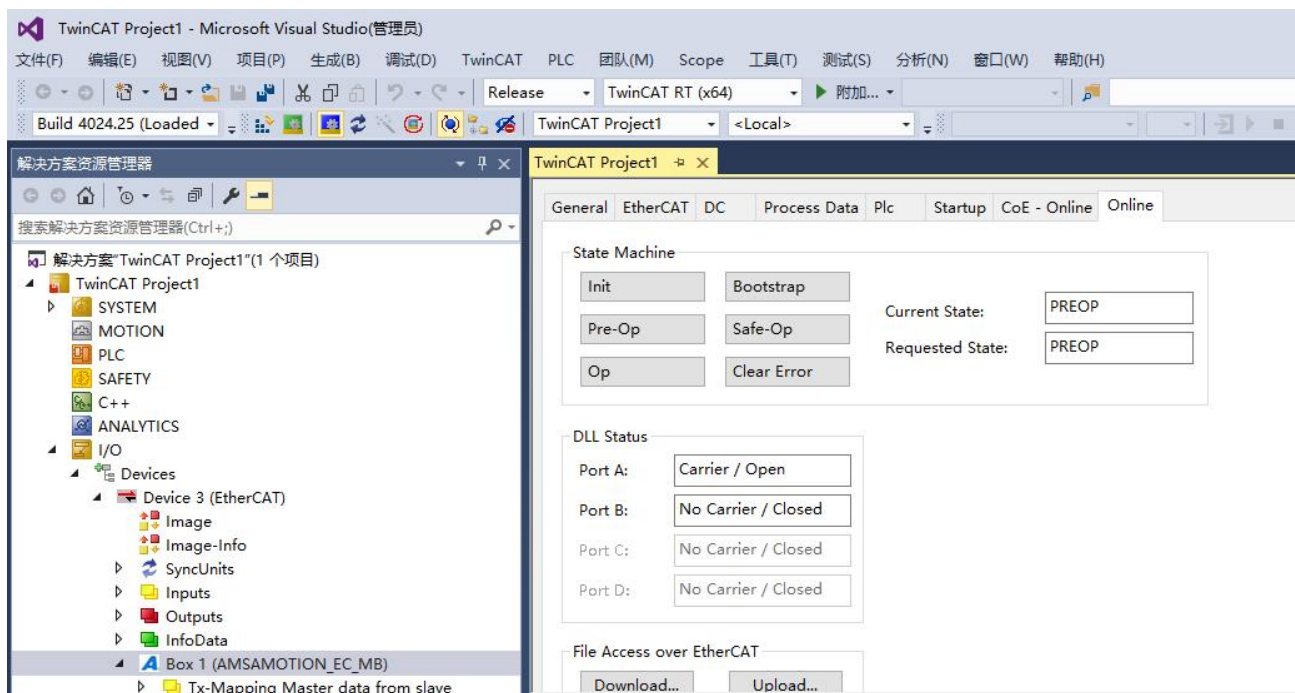 TwinCAT Project1 - Microsoft Visual Studio(管理员)
文件(F) 编辑(E) 视图(V) 项目(P) 生成(B) 调试(D) TwinCAT PLC 团队(M) Scope 工具(T) 测试(S) 分析(N) 窗口(W) 帮助(H)
Release TwinCAT RT (x64) 附加...
Build 4024.25 (Loaded TwinCAT Project1 <Local>
解决方案资源管理器
搜索解决方案资源管理器(Ctrl+;)
解决方案"TwinCAT Project1"(1 个项目)
TwinCAT Project1
SYSTEM
MOTION
PLC
SAFETY
C++
ANALYTICS
I/O
Devices
Device 3 (EtherCAT)
Image
Image-Info
SyncUnits
Inputs
Outputs
InfoData
Box 1 (AMSAMOTION_EC_MB)
Tx-Mapping Master data from slave
TwinCAT Project1
General EtherCAT DC Process Data Plc Startup CoE - Online Online
State Machine
Init Bootstrap
Pre-Op Safe-Op
Op Clear Error
Current State: PREOP
Requested State: PREOP
DLL Status
Port A: Carrier / Open
Port B: No Carrier / Closed
Port C: No Carrier / Closed
Port D: No Carrier / Closed
File Access over EtherCAT
Download... Upload...